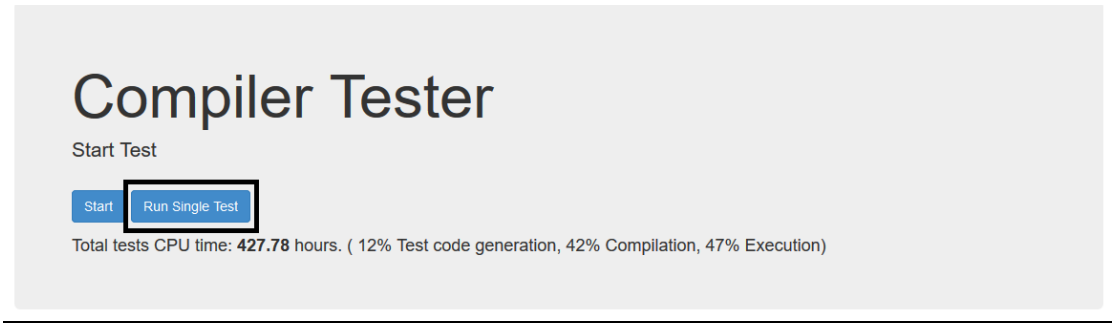 Compiler Tester
Start Test
Start Run Single Test
Total tests CPU time: 427.78 hours. ( 12% Test code generation, 42% Compilation, 47% Execution)